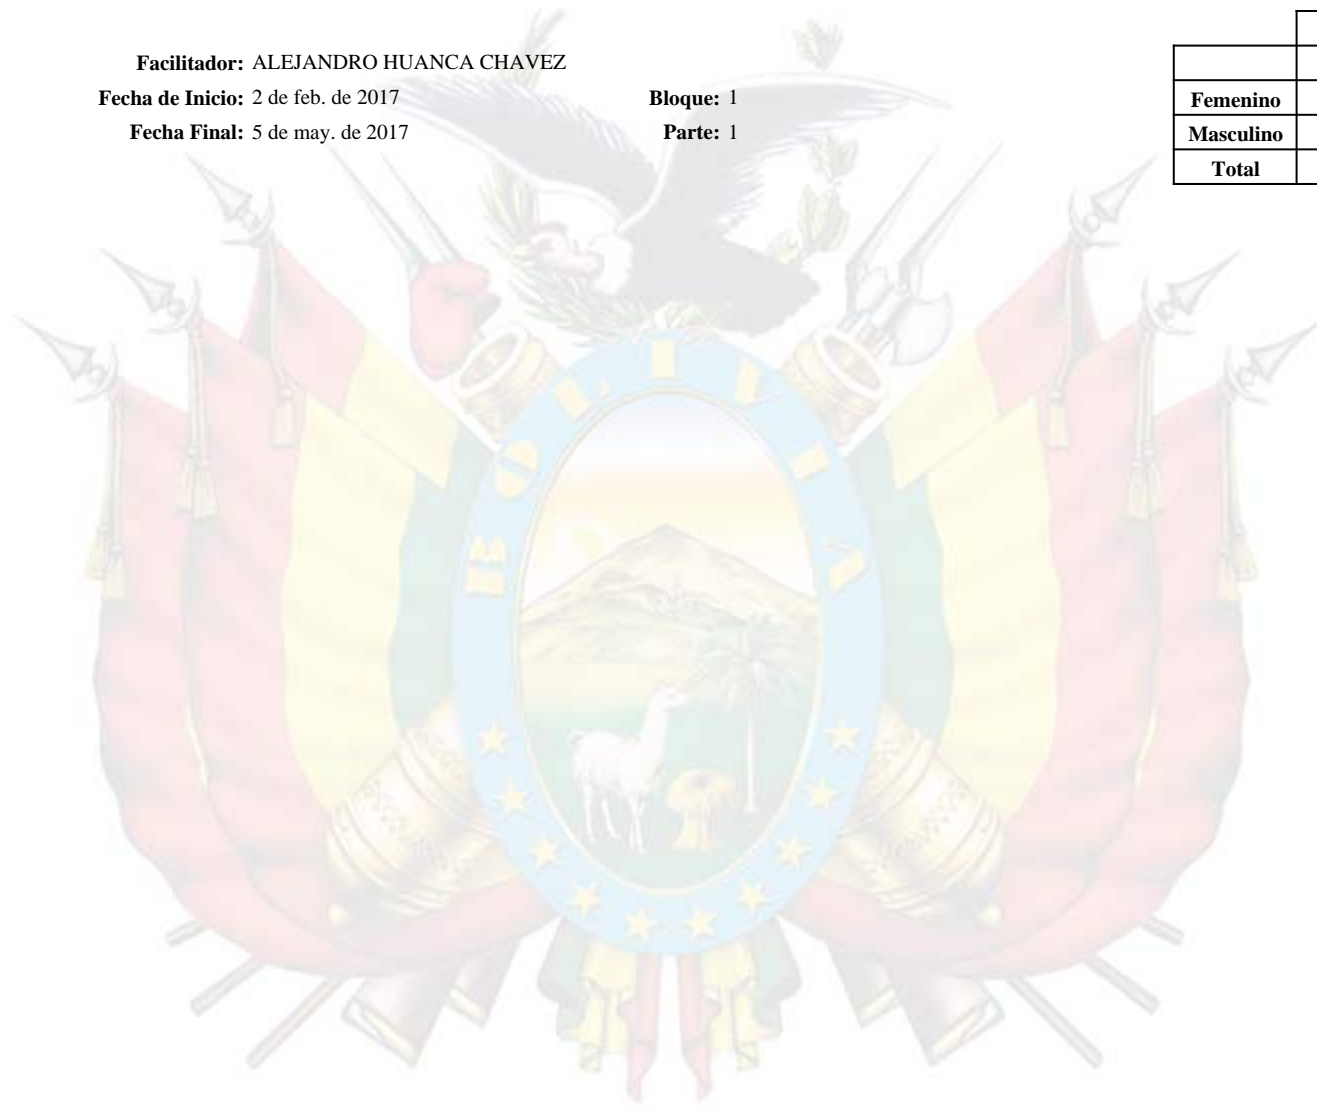 Facilitador: ALEJANDRO HUANCA CHAVEZ
Fecha de Inicio: 2 de feb. de 2017 Bloque: 1
Fecha Final: 5 de may. de 2017 Parte: 1
Femenino
Masculino
Total
BOLIVIA